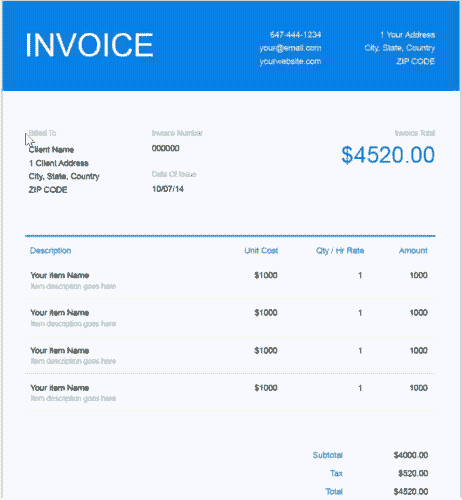 INVOICE
647-444-1234
your@email.com
yourwebsite.com
1 Your Address
City, State, Country
ZIP CODE
Billed To
Client Name
1 Client Address
City, State, Country
ZIP CODE
Invoice Number
000000
Date Of Issue
10/07/14
Invoice Total
$4520.00
Description Unit Cost Qty / Hr Rate Amount
Your item Name $1000 1 1000
Item description goes here
Your item Name $1000 1 1000
Item description goes here
Your item Name $1000 1 1000
Item description goes here
Your item Name $1000 1 1000
Item description goes here
Subtotal $4000.00
Tax $520.00
Total $4520.00